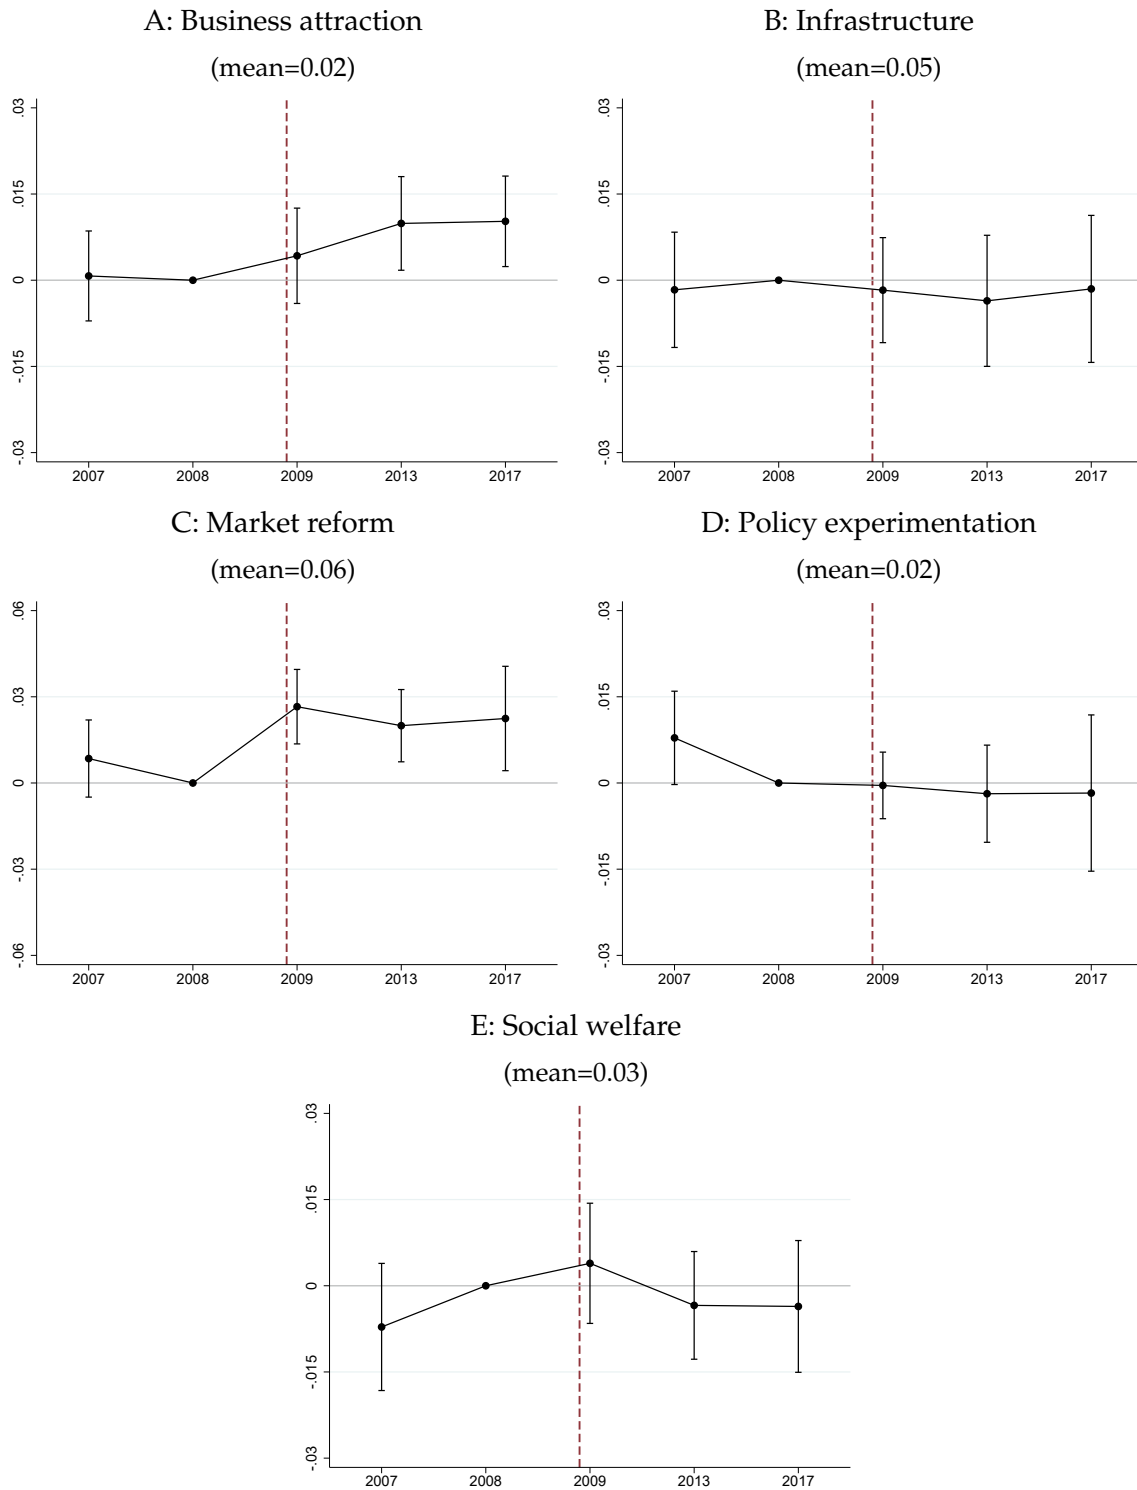 A: Business attraction
(mean=0.02)
.03
.015
0
-.015
-.03
2007 2008 2009 2013 2017
B: Infrastructure
(mean=0.05)
.03
.015
0
-.015
-.03
2007 2008 2009 2013 2017
C: Market reform
(mean=0.06)
.06
.03
0
-.03
-.06
2007 2008 2009 2013 2017
D: Policy experimentation
(mean=0.02)
.03
.015
0
-.015
-.03
2007 2008 2009 2013 2017
E: Social welfare
(mean=0.03)
.03
.015
0
-.015
-.03
2007 2008 2009 2013 2017